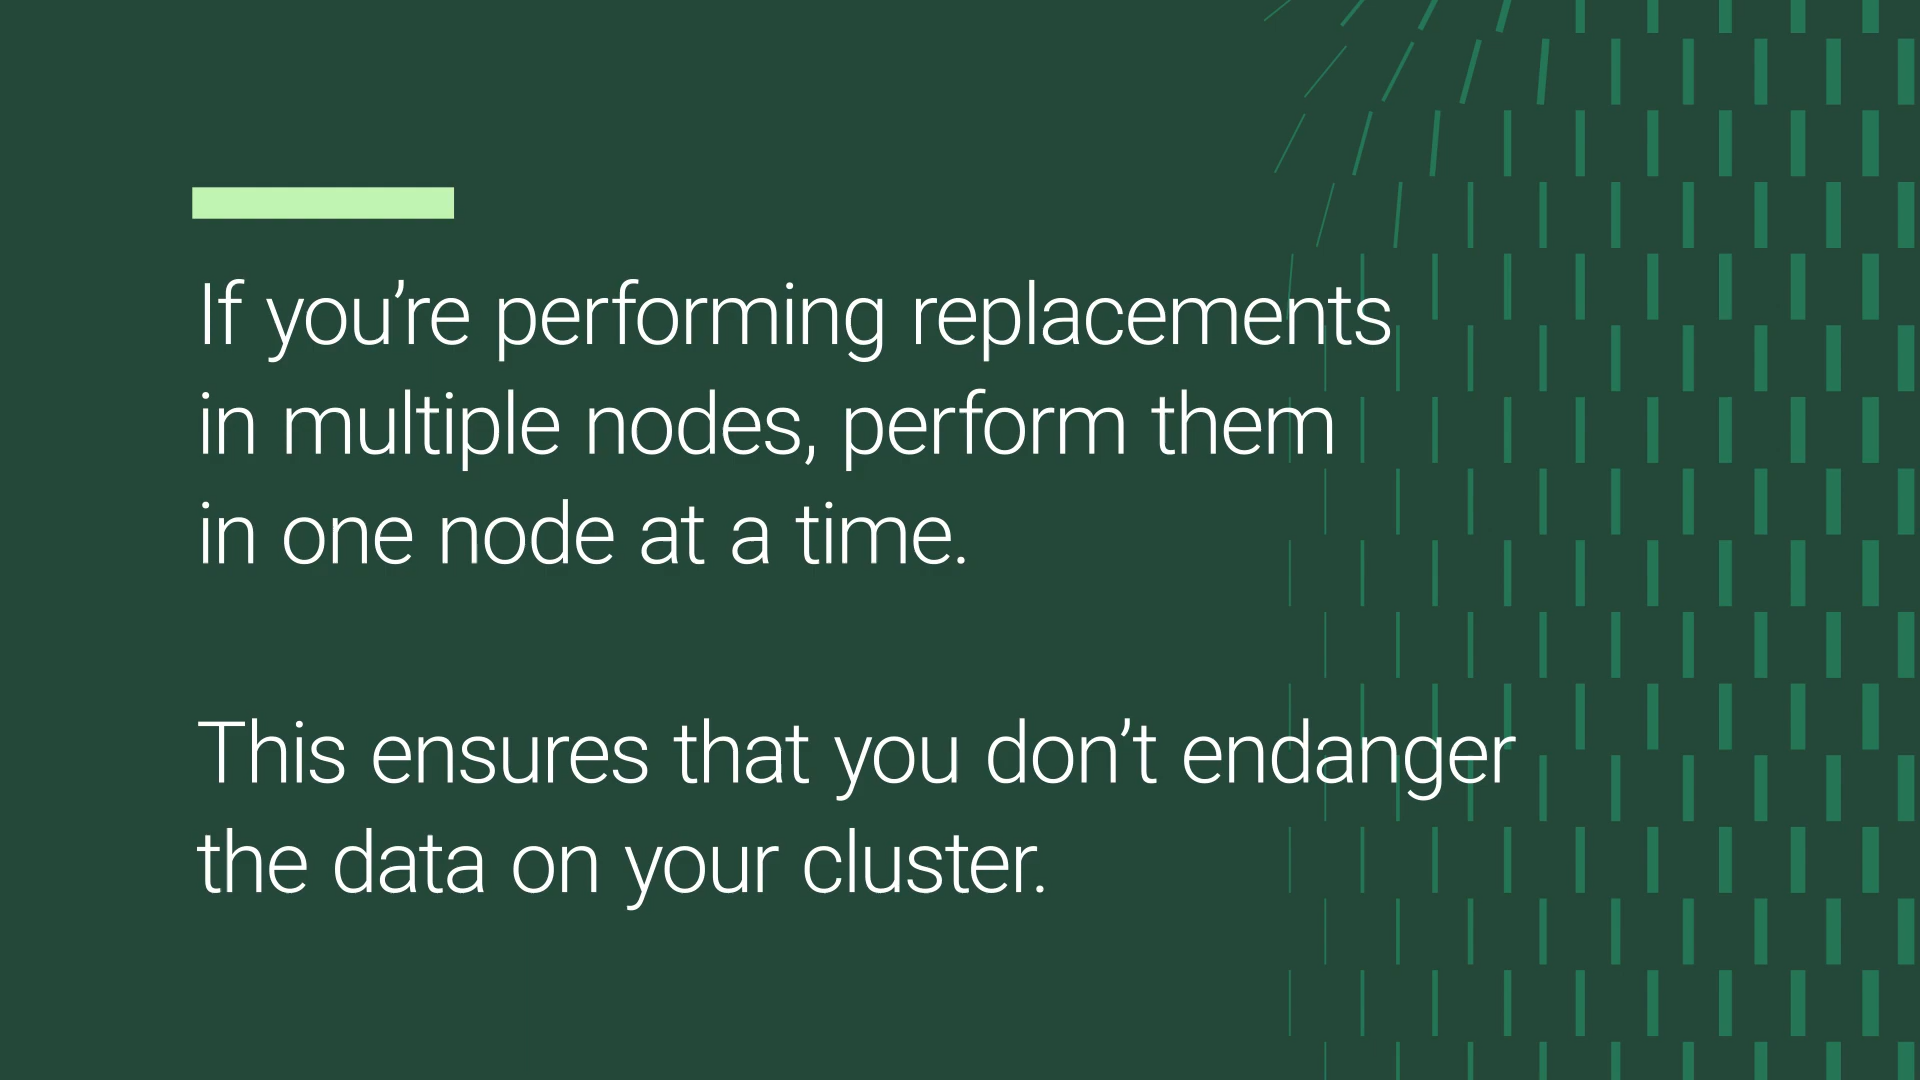 If you’re performing replacements
in multiple nodes, perform them
in one node at a time.
This ensures that you don’t endanger
the data on your cluster.